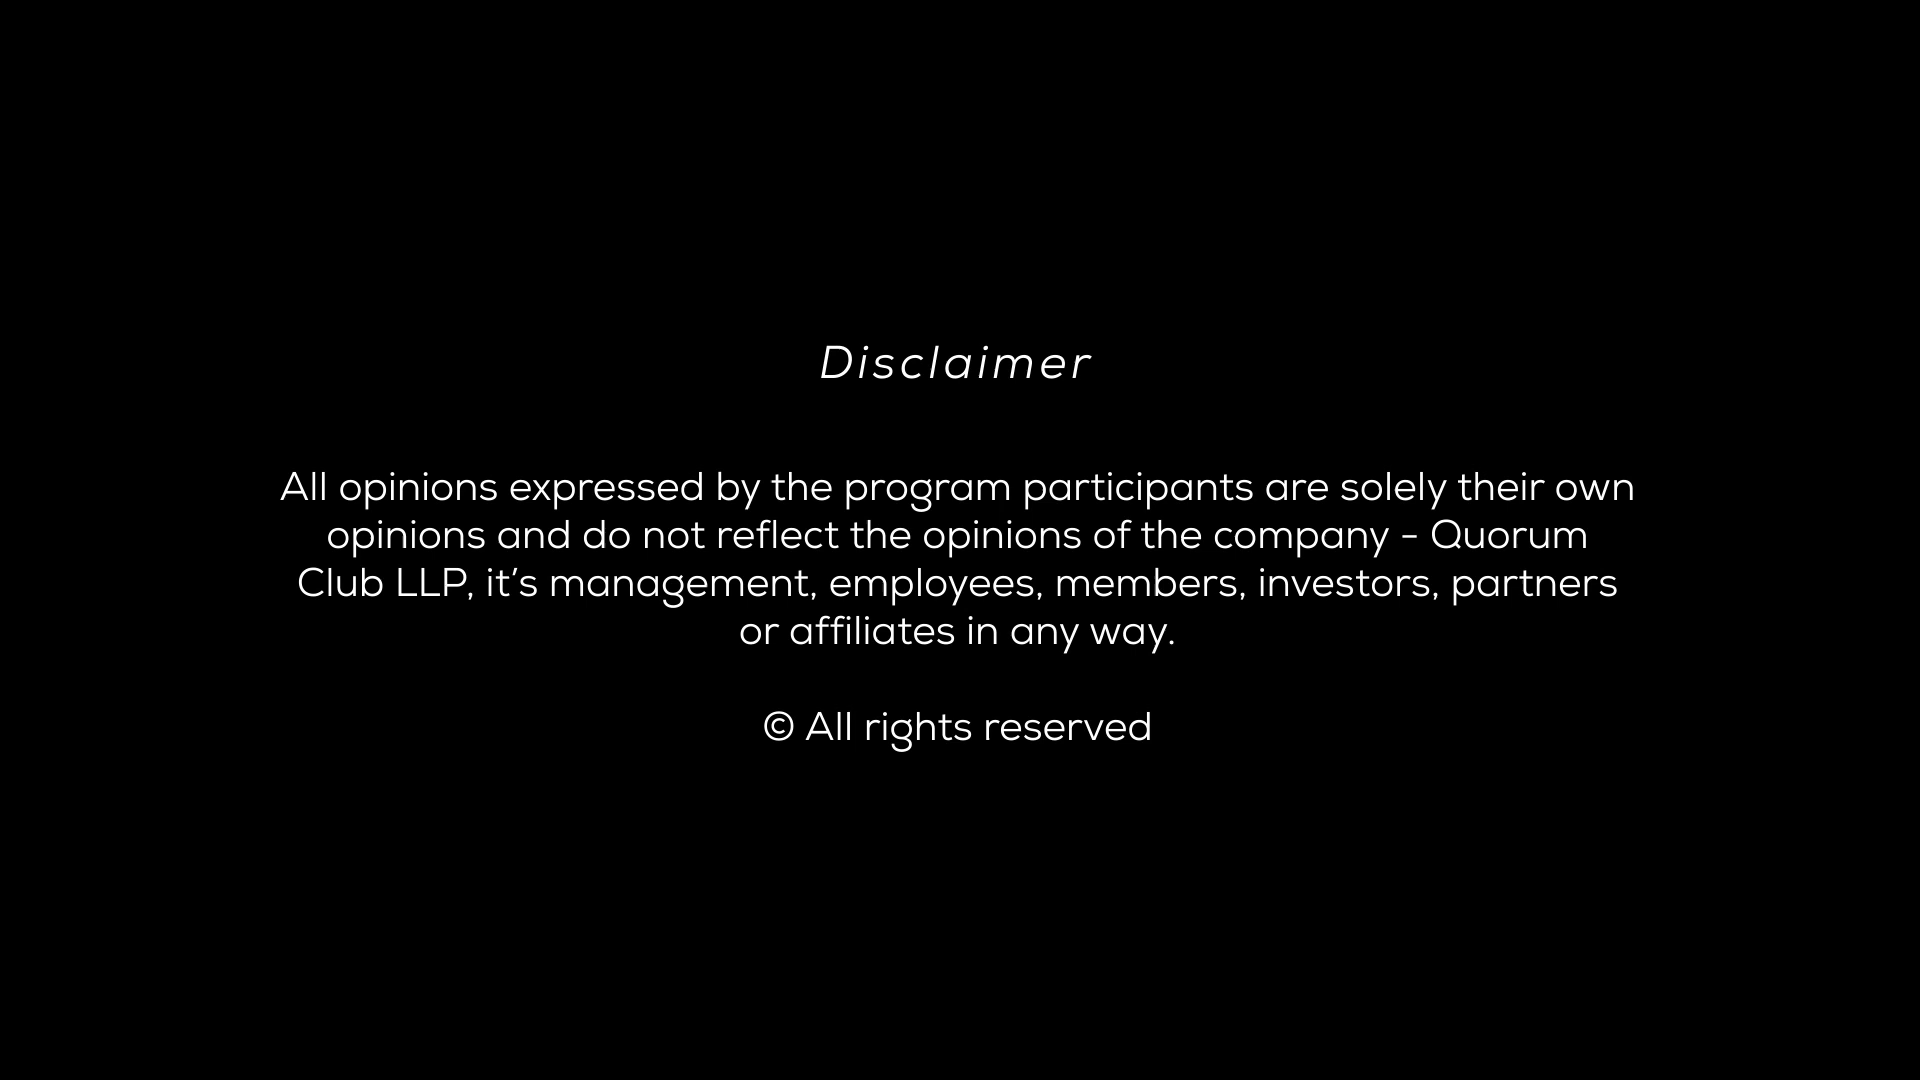 Disclaimer
All opinions expressed by the program participants are solely their own
opinions and do not reflect the opinions of the company - Quorum
Club LLP, it’s management, employees, members, investors, partners
or affiliates in any way.
© All rights reserved